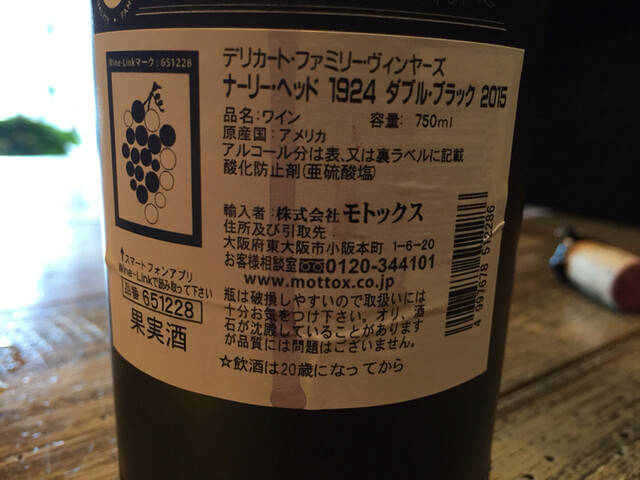 Wine-Linkマーク:651228
デリカート・ファミリー・ヴィンヤーズ
ナーリー・ヘッド 1924 ダブル・ブラック 2015
品名:ワイン 容量: 750ml
原産国:アメリカ
アルコール分は表、又は裏ラベルに記載
酸化防止剤(亜硫酸塩)
輸入者:株式会社 モトックス
住所及び引取先:
大阪府東大阪市小阪本町 1-6-20
お客様相談室 0120-344101
www.mottox.co.jp
瓶は破損しやすいので取扱いには
十分お気をつけ下さい。オリ、酒
石が沈殿していることがあります
が品質には問題はございません。
☆飲酒は20歳になってから
↑スマートフォンアプリ
Wine-Linkで読み取って下さい
品番 651228
果実酒
4 991678 512286